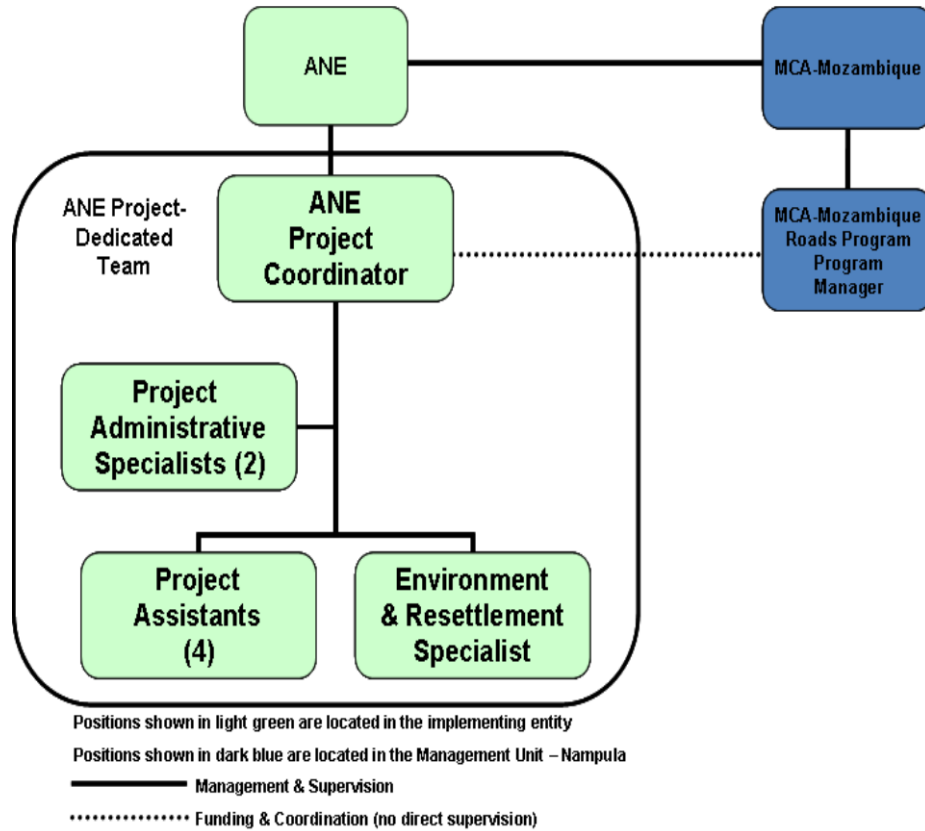 ANE
MCA-Mozambique
ANE Project-
Dedicated
Team
ANE
Project
Coordinator
MCA-Mozambique
Roads Program
Program
Manager
Project
Administrative
Specialists (2)
Project
Assistants
(4)
Environment
& Resettlement
Specialist
Positions shown in light green are located in the implementing entity
Positions shown in dark blue are located in the Management Unit – Nampula
Management & Supervision
Funding & Coordination (no direct supervision)